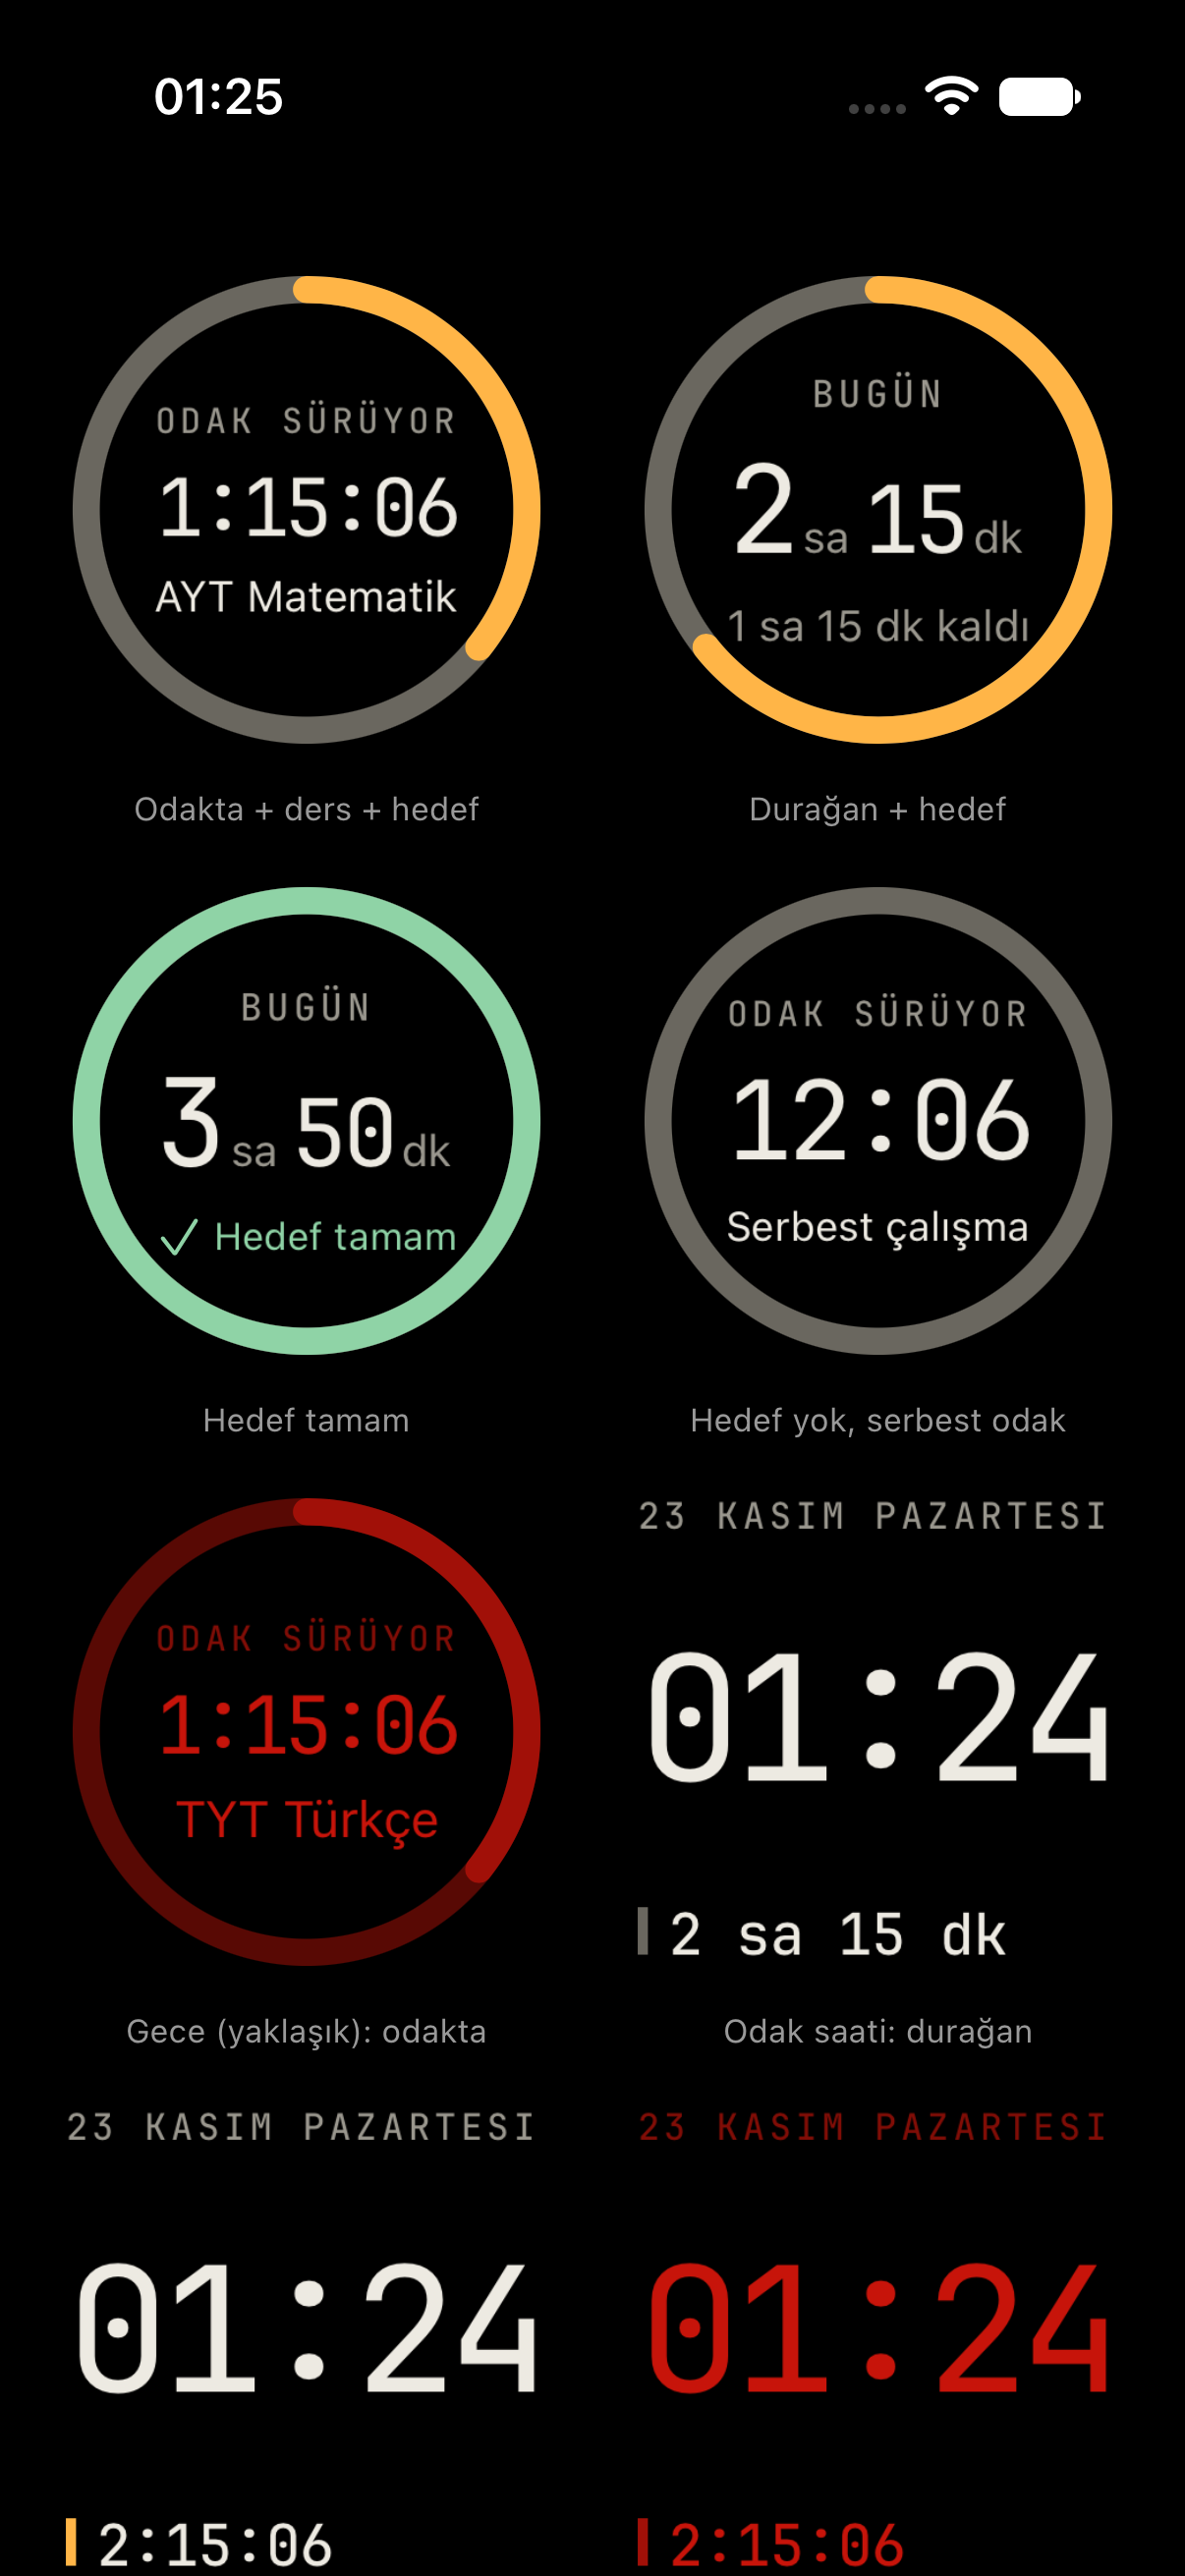 01:25
ODAK SÜRÜYOR
1:15:06
AYT Matematik
Odakta + ders + hedef
BUGÜN
2 sa 15 dk
1 sa 15 dk kaldı
Durağan + hedef
BUGÜN
3 sa 50 dk
✓ Hedef tamam
Hedef tamam
ODAK SÜRÜYOR
12:06
Serbest çalışma
Hedef yok, serbest odak
ODAK SÜRÜYOR
1:15:06
TYT Türkçe
Gece (yaklaşık): odakta
23 KASIM PAZARTESI
01:24
2 sa 15 dk
Odak saati: durağan
23 KASIM PAZARTESI
01:24
2:15:06
23 KASIM PAZARTESI
01:24
2:15:06